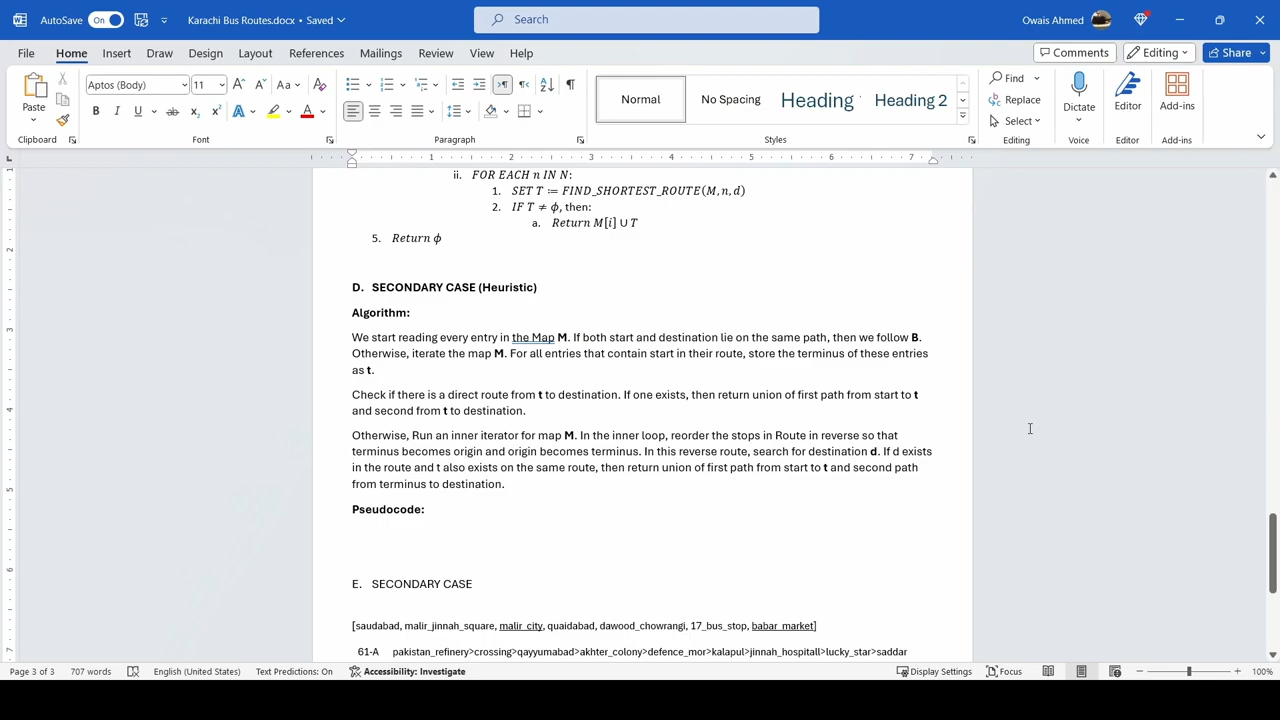 AutoSave On Karachi Bus Routes.docx • Saved Search Owais Ahmed
File Home Insert Draw Design Layout References Mailings Review View Help Comments Editing Share
Paste Aptos (Body) 11 Normal No Spacing Heading Heading 2 Find Replace Select Dictate Editor Add-ins
Clipboard Font Paragraph Styles Editing Voice Editor Add-ins
1 2 3 4 5 6 7
ii. FOR EACH n IN N:
1. SET T ≔ FIND_SHORTEST_ROUTE(M, n, d)
2. IF T ≠ ϕ, then:
a. Return M[i] ∪ T
5. Return ϕ
D. SECONDARY CASE (Heuristic)
Algorithm:
We start reading every entry in the Map M. If both start and destination lie on the same path, then we follow B.
Otherwise, iterate the map M. For all entries that contain start in their route, store the terminus of these entries
as t.
Check if there is a direct route from t to destination. If one exists, then return union of first path from start to t
and second from t to destination.
Otherwise, Run an inner iterator for map M. In the inner loop, reorder the stops in Route in reverse so that
terminus becomes origin and origin becomes terminus. In this reverse route, search for destination d. If d exists
in the route and t also exists on the same route, then return union of first path from start to t and second path
from terminus to destination.
Pseudocode:
E. SECONDARY CASE
[saudabad, malir_jinnah_square, malir_city, quaidabad, dawood_chowrangi, 17_bus_stop, babar_market]
61-A pakistan_refinery>crossing>qayyumabad>akhter_colony>defence_mor>kalapul>jinnah_hospitall>lucky_star>saddar
Page 3 of 3 707 words English (United States) Text Predictions: On Accessibility: Investigate Display Settings Focus 100%